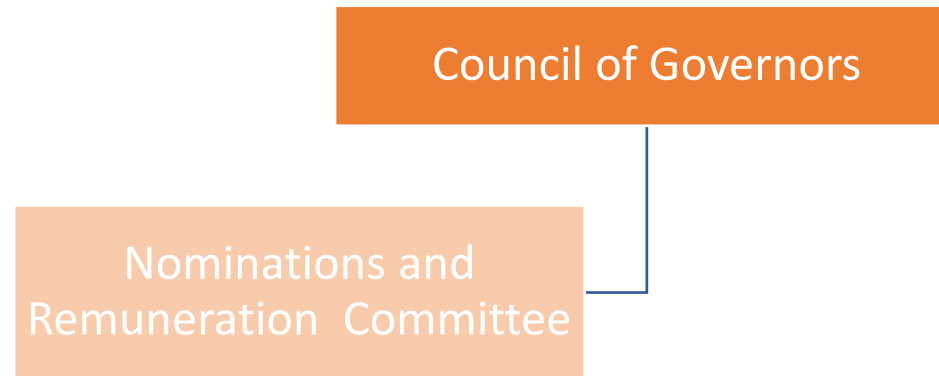 Council of Governors
Nominations and
Remuneration  Committee